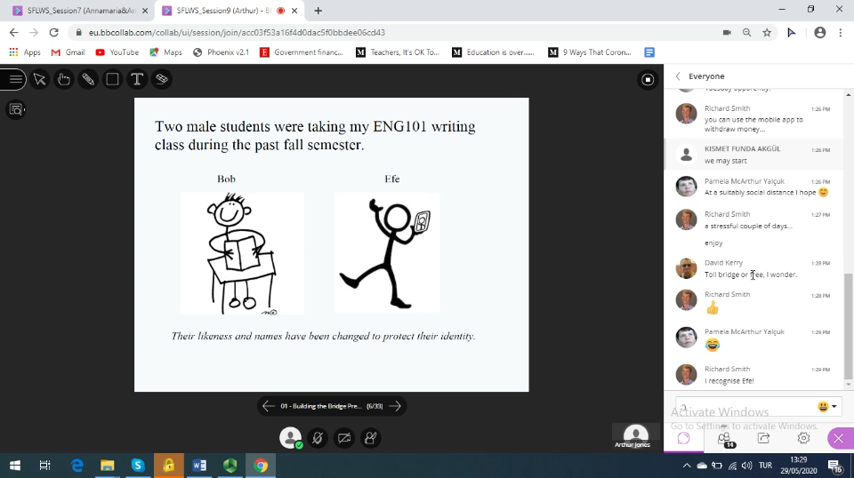 SFLWS_Session7 (Annamaria&An
SFLWS_Session9 (Arthur) - Bl
eu.bbcollab.com/collab/ui/session/join/acc03f53a16f4d0dac5f0bbdee06cd43
Apps
Gmail
YouTube
Maps
Phoenix v2.1
Government financ...
Teachers, It's OK To...
Education is over......
9 Ways That Coron...
Two male students were taking my ENG101 writing
class during the past fall semester.
Bob
Efe
Their likeness and names have been changed to protect their identity.
01 - Building the Bridge Pre...
(6/33)
Arthur Jones
Everyone
Richard Smith
1:26 PM
you can use the mobile app to
withdraw money...
KISMET FUNDA AKGÜL
1:26 PM
we may start
Pamela McArthur Yalçuk
1:26 PM
At a suitably social distance I hope
Richard Smith
1:27 PM
a stressful couple of days...
enjoy
David Kerry
1:28 PM
Toll bridge or free, I wonder.
Richard Smith
1:28 PM
Pamela McArthur Yalçuk
1:29 PM
Richard Smith
1:29 PM
I recognise Efe!
Activate Windows
Go to Settings to activate Windows.
14
TUR
13:29
29/05/2020
16